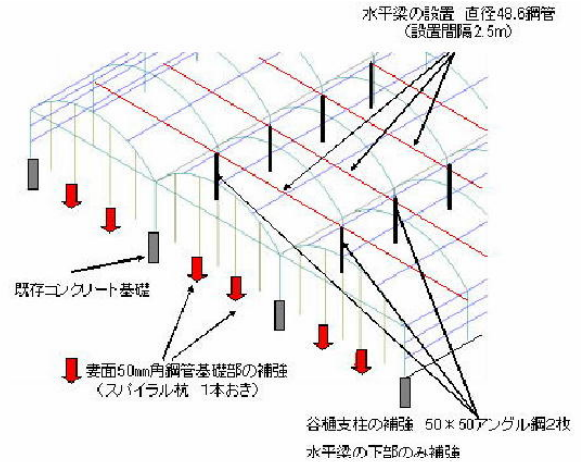 水平梁の設置 直径48.6鋼管
(設置間隔2.5m)
既存コンクリート基礎
妻面50mm角鋼管基礎部の補強
(スパイラル杭 1本おき)
谷樋支柱の補強 50×50アングル鋼2枚
水平梁の下部のみ補強